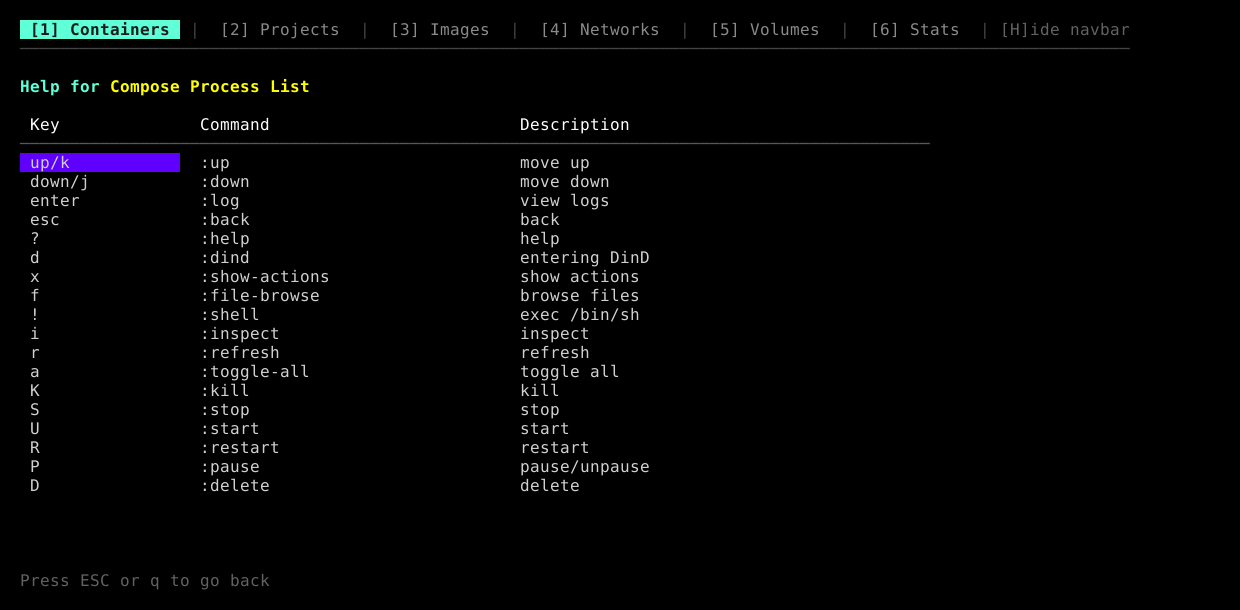 [1] Containers | [2] Projects | [3] Images | [4] Networks | [5] Volumes | [6] Stats | [H]ide navbar
Help for Compose Process List
Key Command Description
up/k :up move up
down/j :down move down
enter :log view logs
esc :back back
? :help help
d :dind entering DinD
x :show-actions show actions
f :file-browse browse files
! :shell exec /bin/sh
i :inspect inspect
r :refresh refresh
a :toggle-all toggle all
K :kill kill
S :stop stop
U :start start
R :restart restart
P :pause pause/unpause
D :delete delete
Press ESC or q to go back